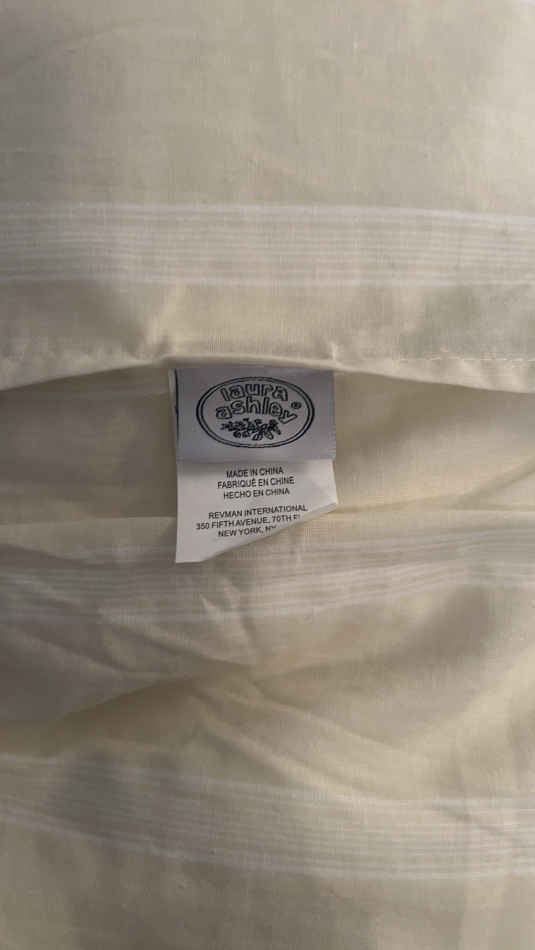 laura
ashley®
MADE IN CHINA
FABRIQUÉ EN CHINE
HECHO EN CHINA
REVMAN INTERNATIONAL
350 FIFTH AVENUE, 70TH
NEW YORK,